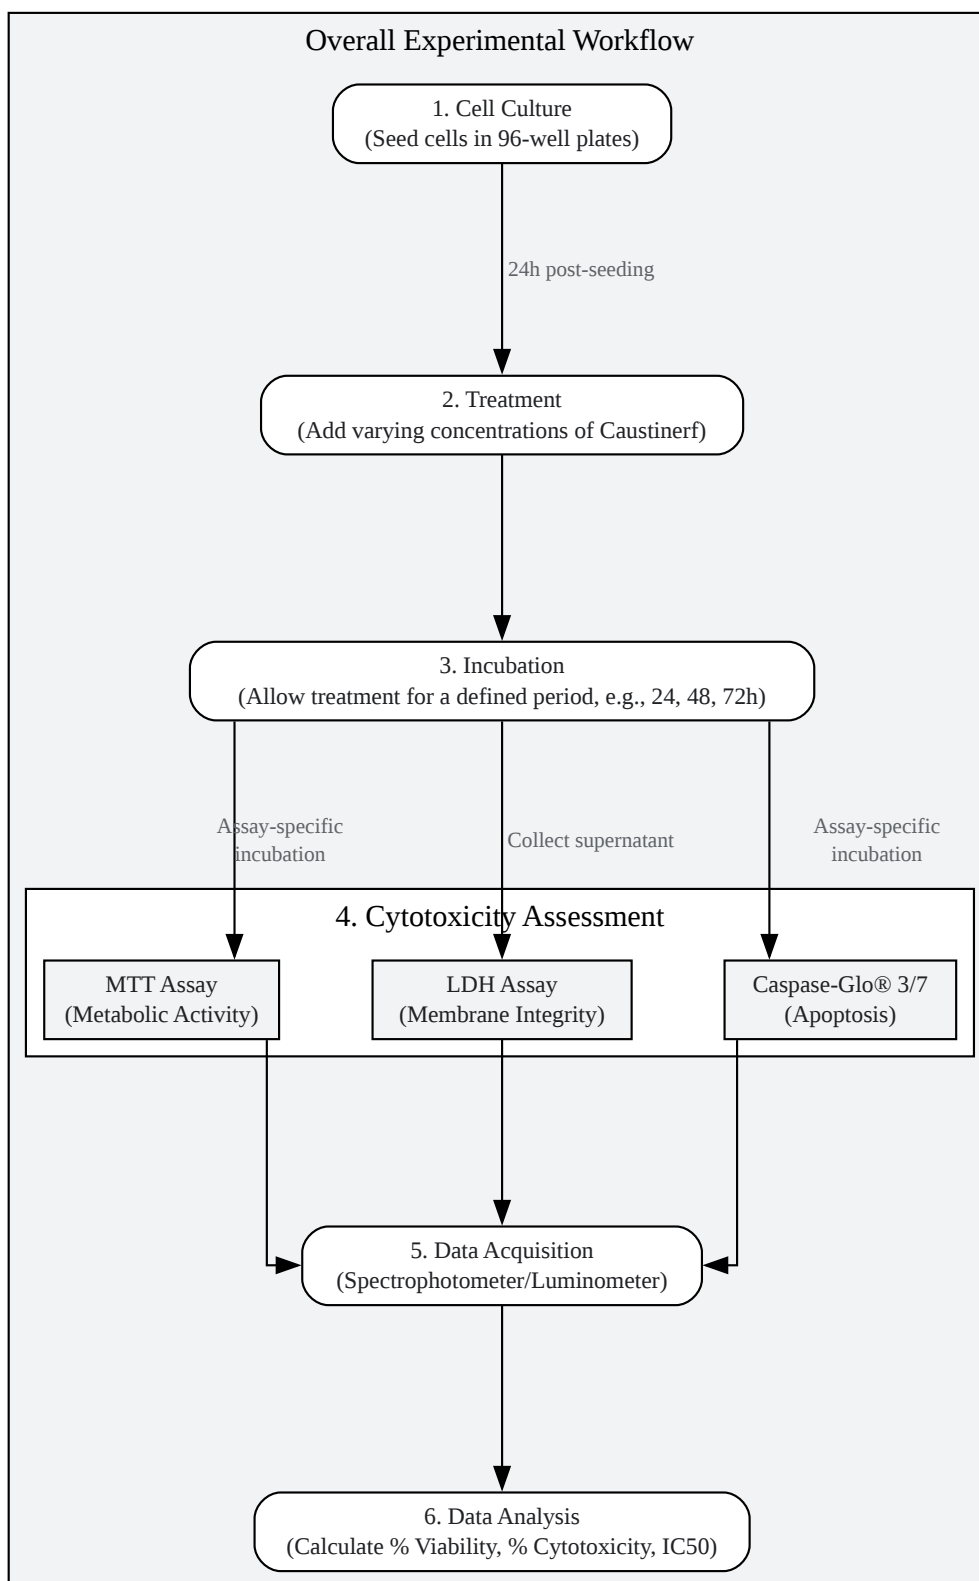 Overall Experimental Workflow
1. Cell Culture
(Seed cells in 96-well plates)
24h post-seeding
2. Treatment
(Add varying concentrations of Caustinerf)
3. Incubation
(Allow treatment for a defined period, e.g., 24, 48, 72h)
Assay-specific
incubation
Collect supernatant
Assay-specific
incubation
4. Cytotoxicity Assessment
MTT Assay
(Metabolic Activity)
LDH Assay
(Membrane Integrity)
Caspase-Glo® 3/7
(Apoptosis)
5. Data Acquisition
(Spectrophotometer/Luminometer)
6. Data Analysis
(Calculate % Viability, % Cytotoxicity, IC50)